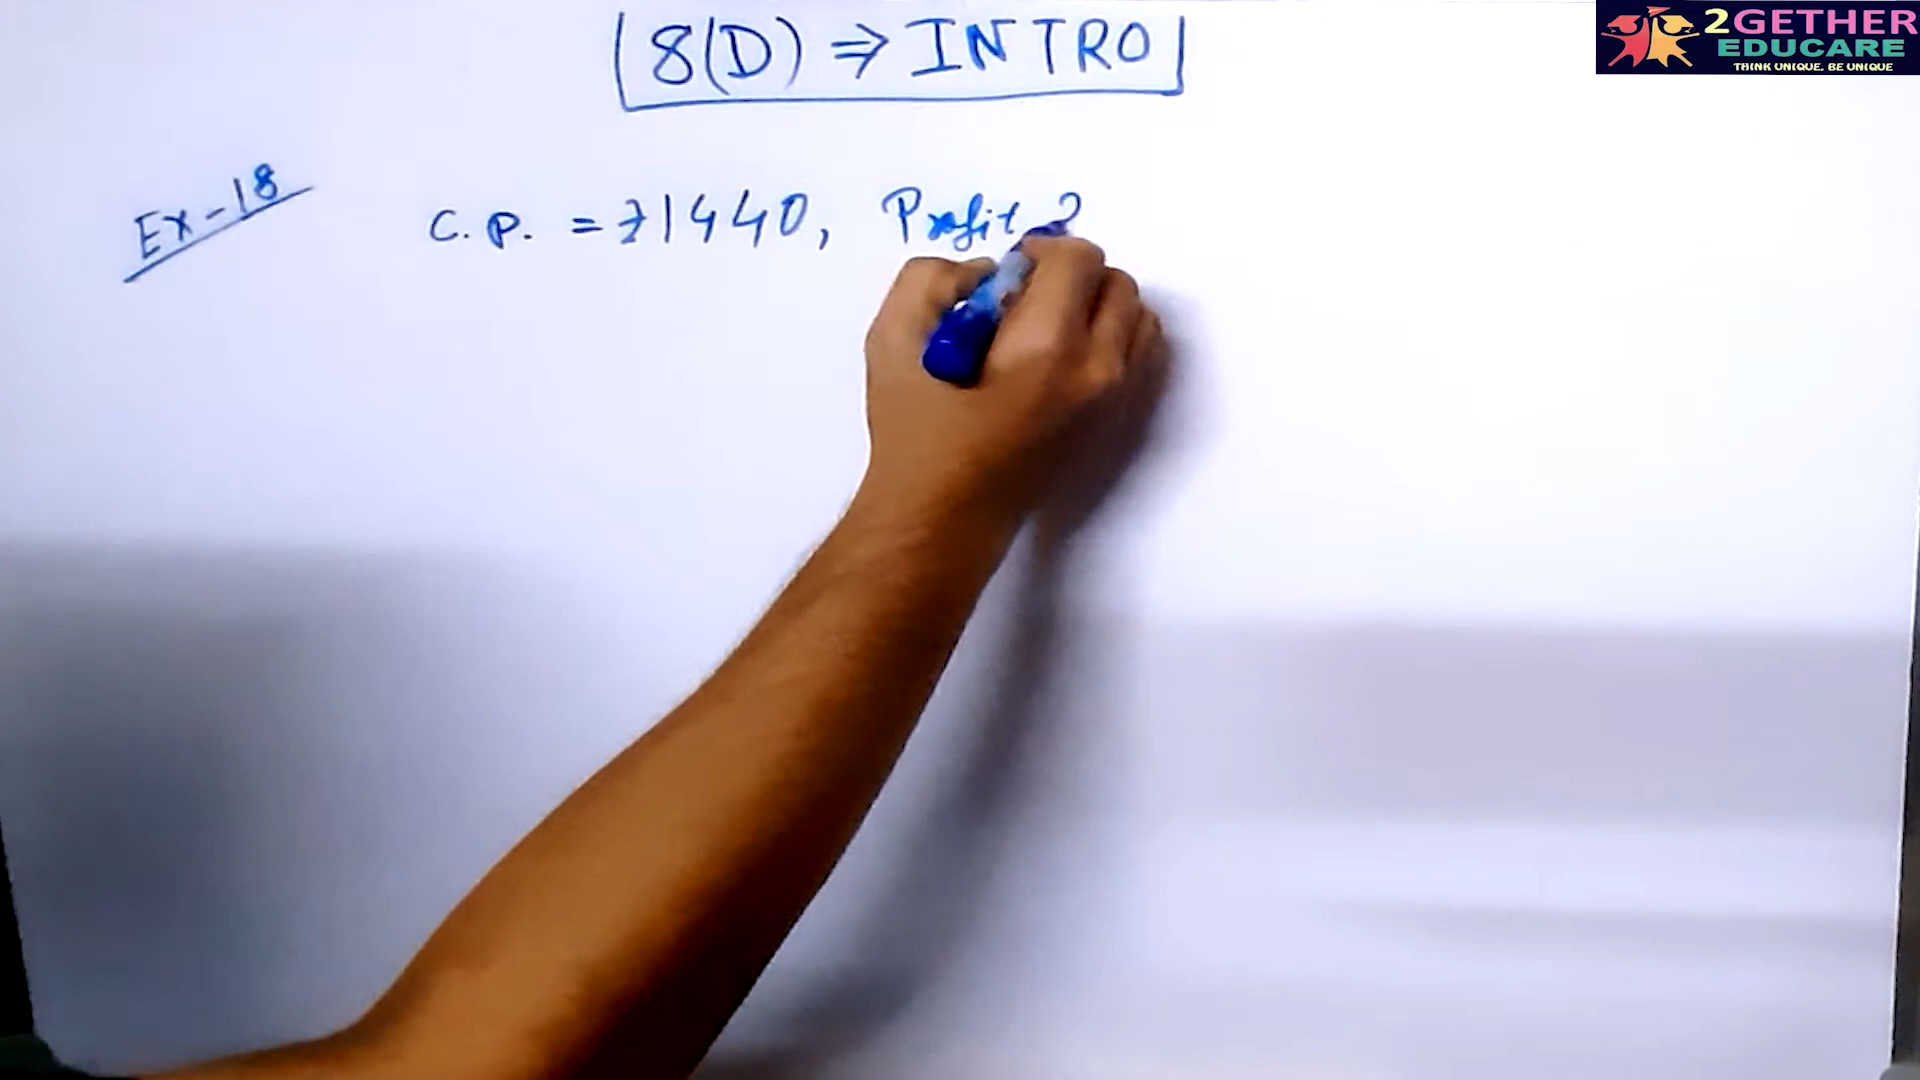 8(D) ⇒ INTRO
2GETHER
EDUCARE
THINK UNIQUE. BE UNIQUE
Ex-18
C.P. = ₹1440, Profit